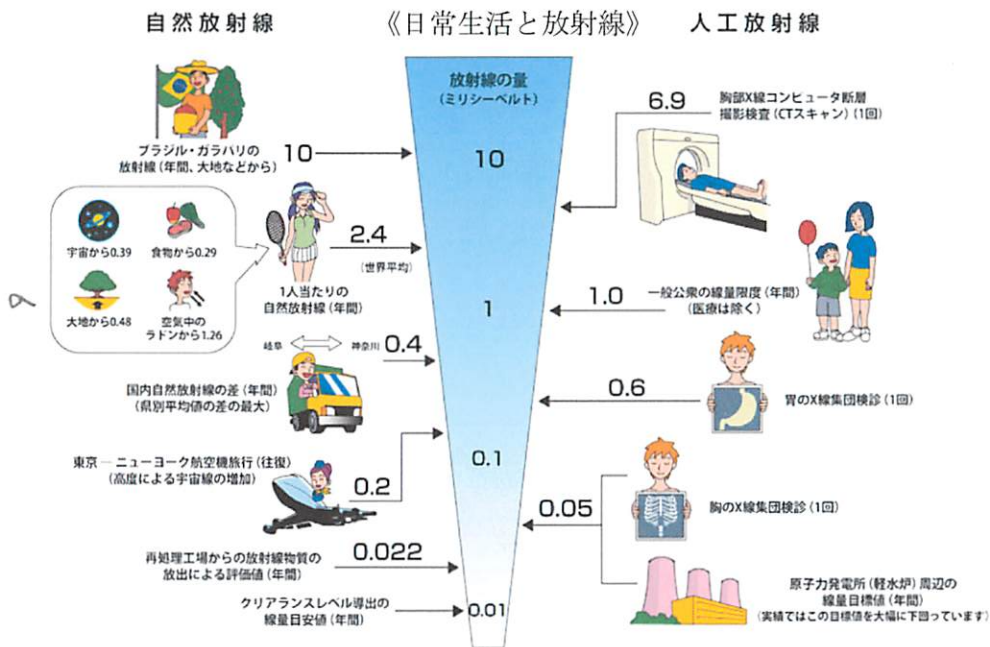 自然放射線
《日常生活と放射線》
人工放射線
放射線の量
(ミリシーベルト)
10
1
0.1
0.01
ブラジル・ガラパリの
放射線(年間、大地などから)
10
宇宙から0.39
食物から0.29
大地から0.48
空気中の
ラドンから1.26
2.4
(世界平均)
1人当たりの
自然放射線(年間)
岐阜
神奈川
0.4
国内自然放射線の差(年間)
(県別平均値の差の最大)
東京―ニューヨーク航空機旅行(往復)
(高度による宇宙線の増加)
0.2
再処理工場からの放射線物質の
放出による評価値(年間)
0.022
クリアランスレベル導出の
線量目安値(年間)
6.9
胸部X線コンピュータ断層
撮影検査(CTスキャン)(1回)
1.0
一般公衆の線量限度(年間)
(医療は除く)
0.6
胃のX線集団検診(1回)
0.05
胸のX線集団検診(1回)
原子力発電所(軽水炉)周辺の
線量目標値(年間)
(実績ではこの目標値を大幅に下回っています)